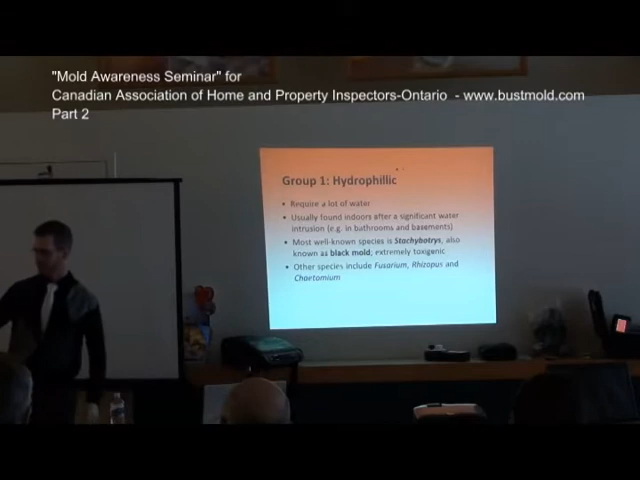 "Mold Awareness Seminar" for
Canadian Association of Home and Property Inspectors-Ontario - www.bustmold.com
Part 2
Group 1: Hydrophillic
• Require a lot of water
• Usually found indoors after a significant water
intrusion (e.g. in bathrooms and basements)
• Most well-known species is Stachybotrys, also
known as black mold; extremely toxigenic
• Other species include Fusarium, Rhizopus and
Chaetomium